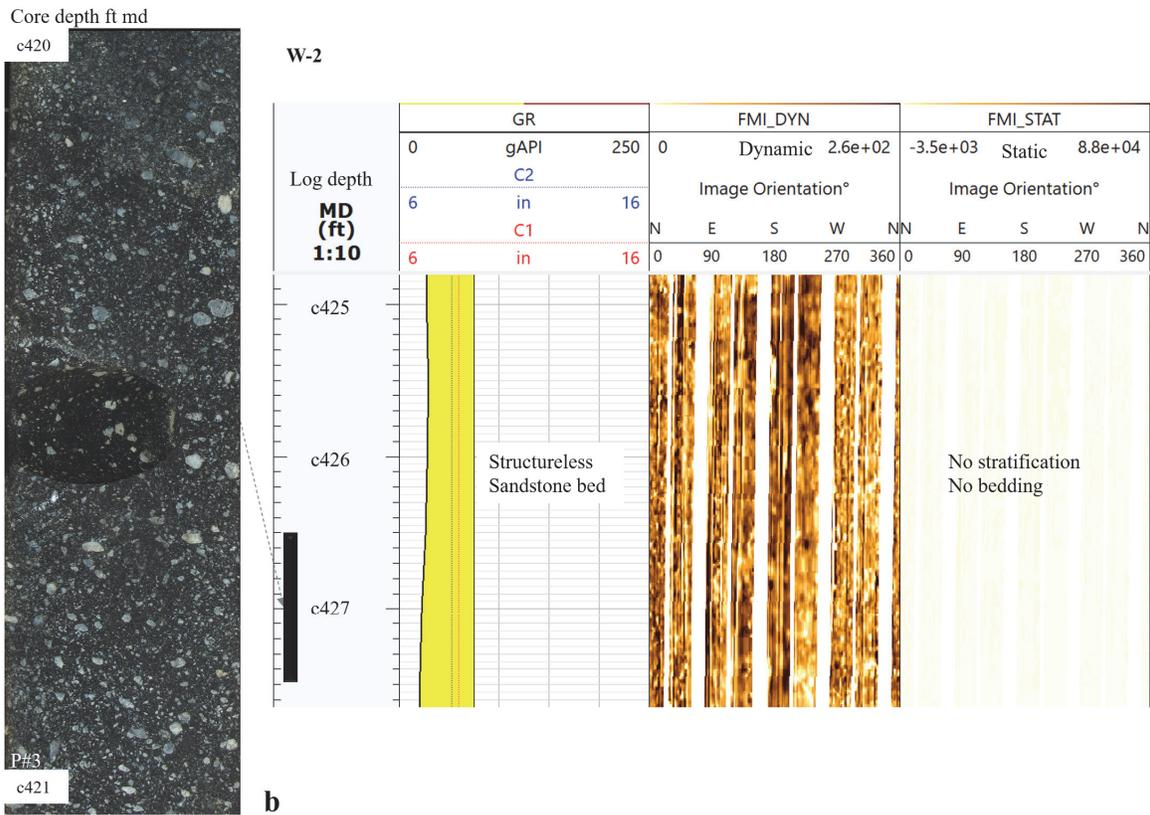 Core depth ft md
c420
W-2
GR
0 gAPI 250
C2
6 in 16
C1
6 in 16
FMI_DYN
0 Dynamic 2.6e+02
Image Orientation°
N E S W N
0 90 180 270 360
FMI_STAT
-3.5e+03 Static 8.8e+04
Image Orientation°
N E S W N
0 90 180 270 360
Log depth
MD
(ft)
1:10
c425
c426
c427
Structureless
Sandstone bed
No stratification
No bedding
P#3
c421
b